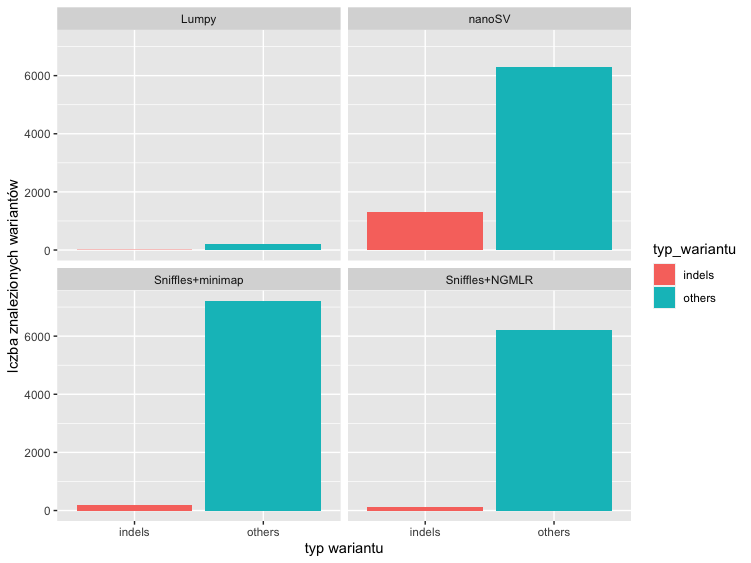 Lumpy
nanoSV
6000
4000
2000
0
Sniffles+minimap
Sniffles+NGMLR
6000
4000
2000
0
indels
others
indels
others
typ wariantu
lczba znalezionych wariantów
typ_wariantu
indels
others